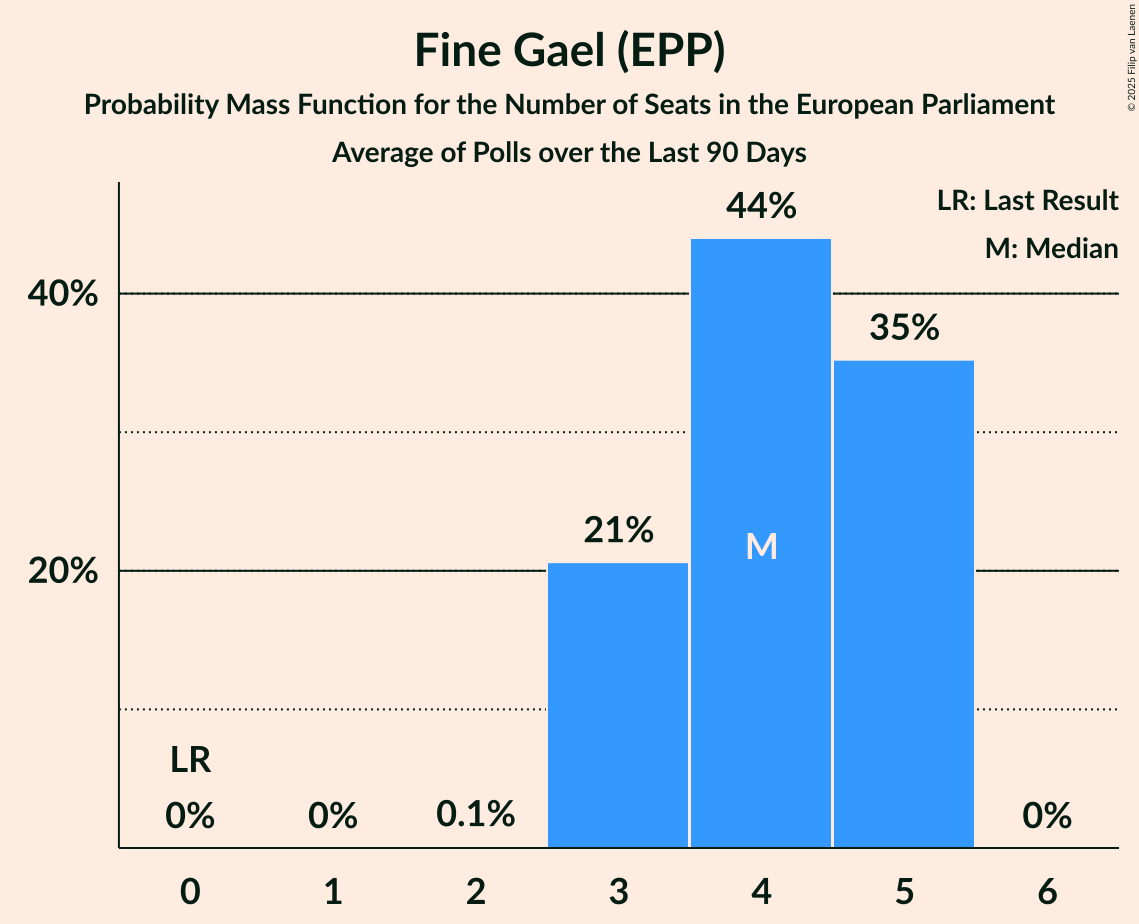 Fine Gael (EPP)
Probability Mass Function for the Number of Seats in the European Parliament
Average of Polls over the Last 90 Days
© 2025 Filip van Laenen
LR: Last Result
M: Median
44%
40%
35%
21%
M
20%
LR
0%
0%
0.1%
0%
0
1
2
3
4
5
6